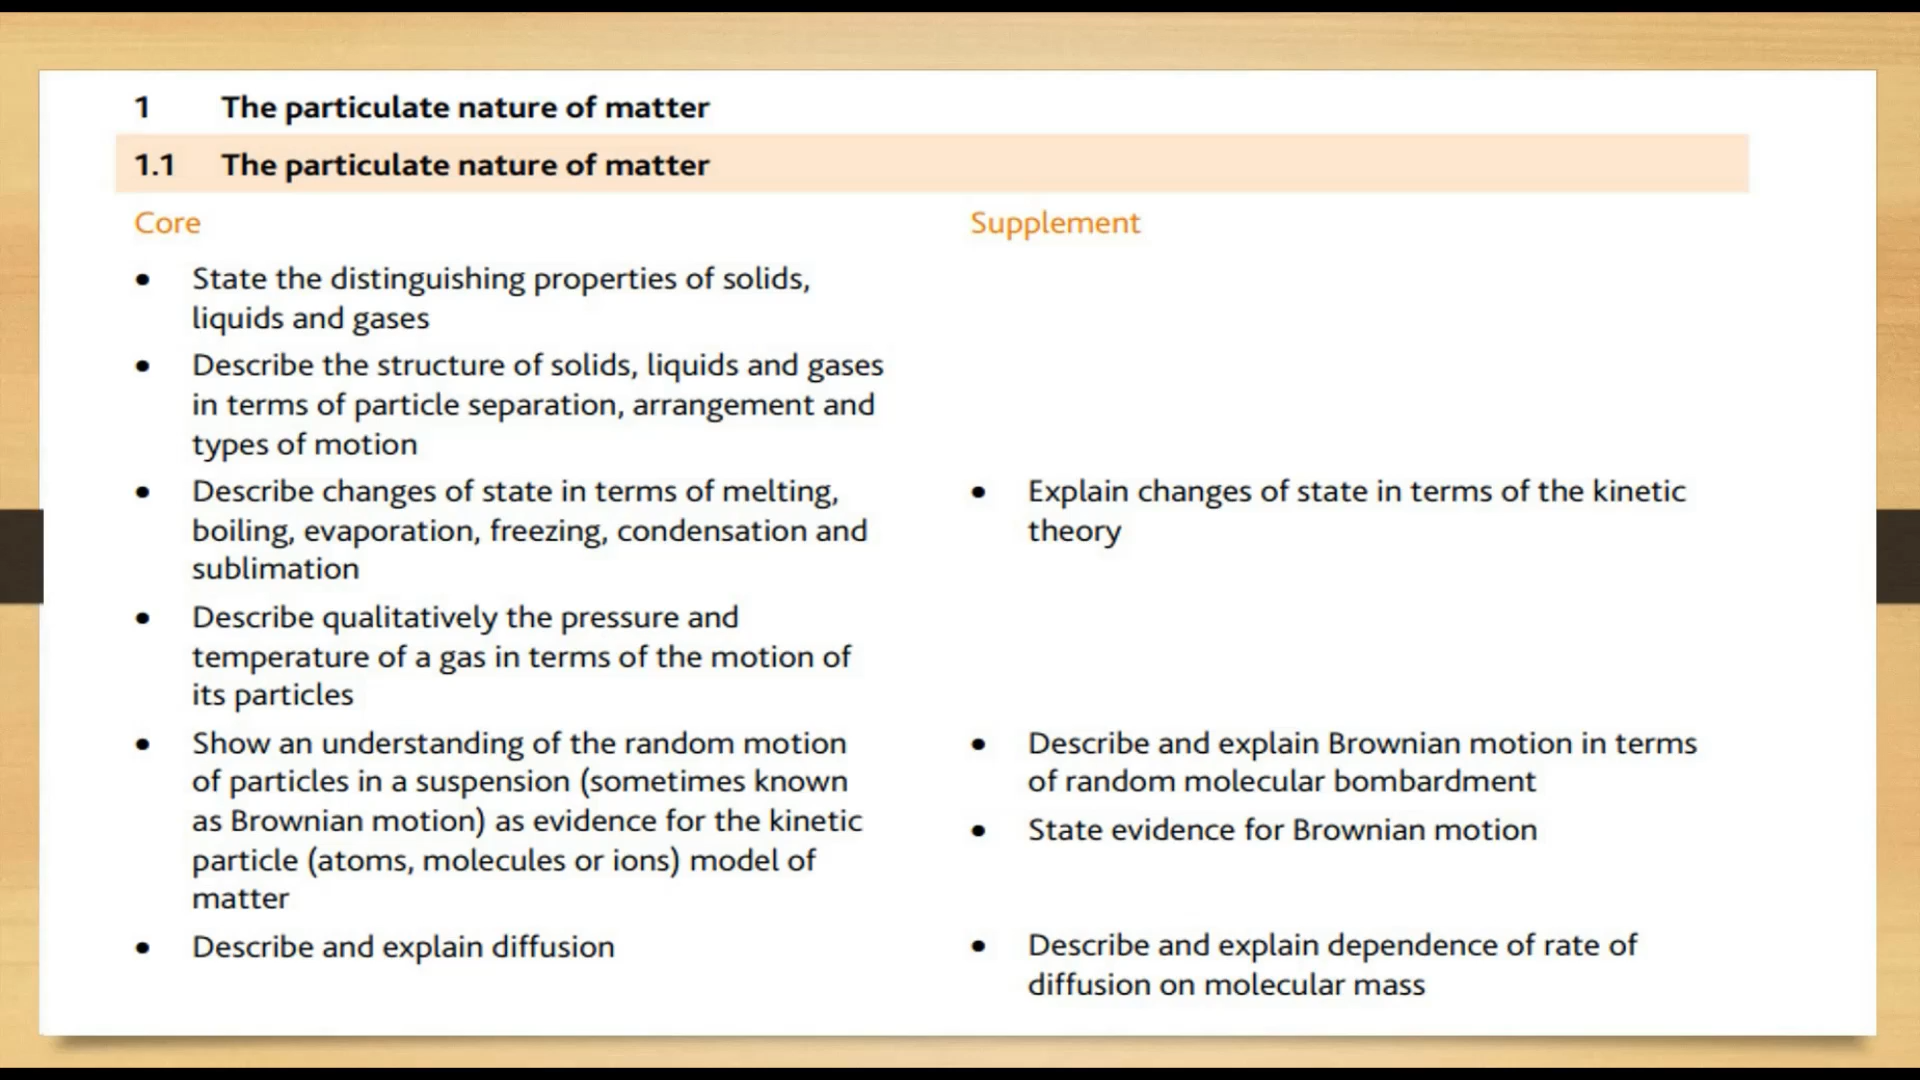 1 The particulate nature of matter
1.1 The particulate nature of matter
Core
Supplement
• State the distinguishing properties of solids,
liquids and gases
• Describe the structure of solids, liquids and gases
in terms of particle separation, arrangement and
types of motion
• Describe changes of state in terms of melting,
boiling, evaporation, freezing, condensation and
sublimation
• Explain changes of state in terms of the kinetic
theory
• Describe qualitatively the pressure and
temperature of a gas in terms of the motion of
its particles
• Show an understanding of the random motion
of particles in a suspension (sometimes known
as Brownian motion) as evidence for the kinetic
particle (atoms, molecules or ions) model of
matter
• Describe and explain Brownian motion in terms
of random molecular bombardment
• State evidence for Brownian motion
• Describe and explain diffusion
• Describe and explain dependence of rate of
diffusion on molecular mass